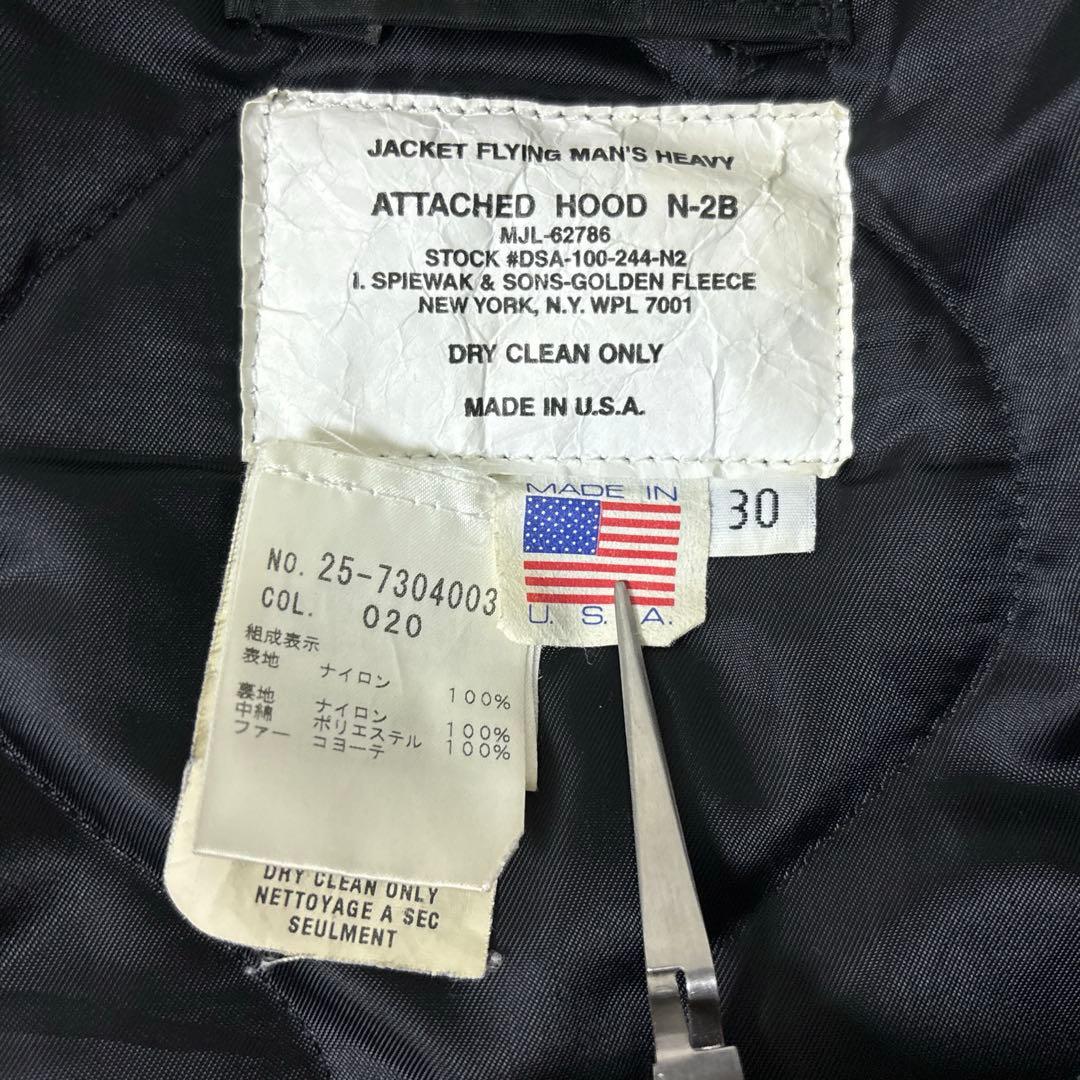 JACKET FLYING MAN'S HEAVY
ATTACHED HOOD N-2B
MJL-62786
STOCK #DSA-100-244-N2
I. SPIEWAK & SONS-GOLDEN FLEECE
NEW YORK, N.Y. WPL 7001
DRY CLEAN ONLY
MADE IN U.S.A.
MADE IN
U. S. A.
30
NO. 25-7304003
COL. 020
組成表示
表地 ナイロン 100%
裏地 ナイロン 100%
中綿 ポリエステル 100%
ファー コヨーテ
DRY CLEAN ONLY
NETTOYAGE A SEC
SEULMENT